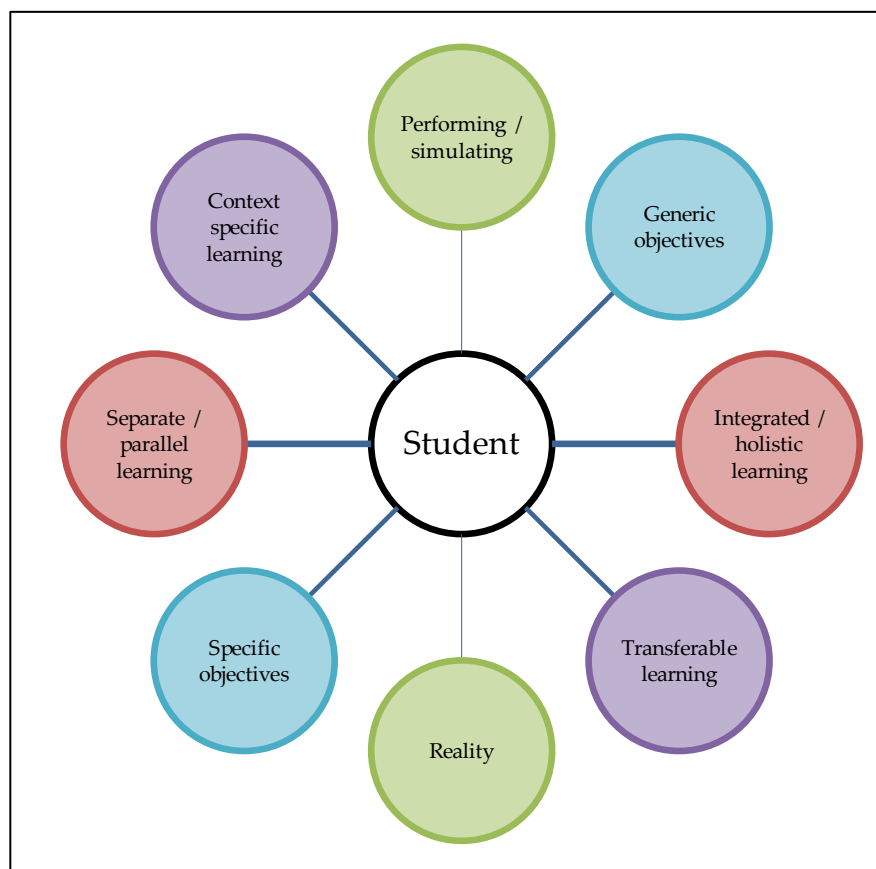 Performing /
simulating
Context
specific
learning
Generic
objectives
Separate /
parallel
learning
Student
Integrated /
holistic
learning
Specific
objectives
Transferable
learning
Reality